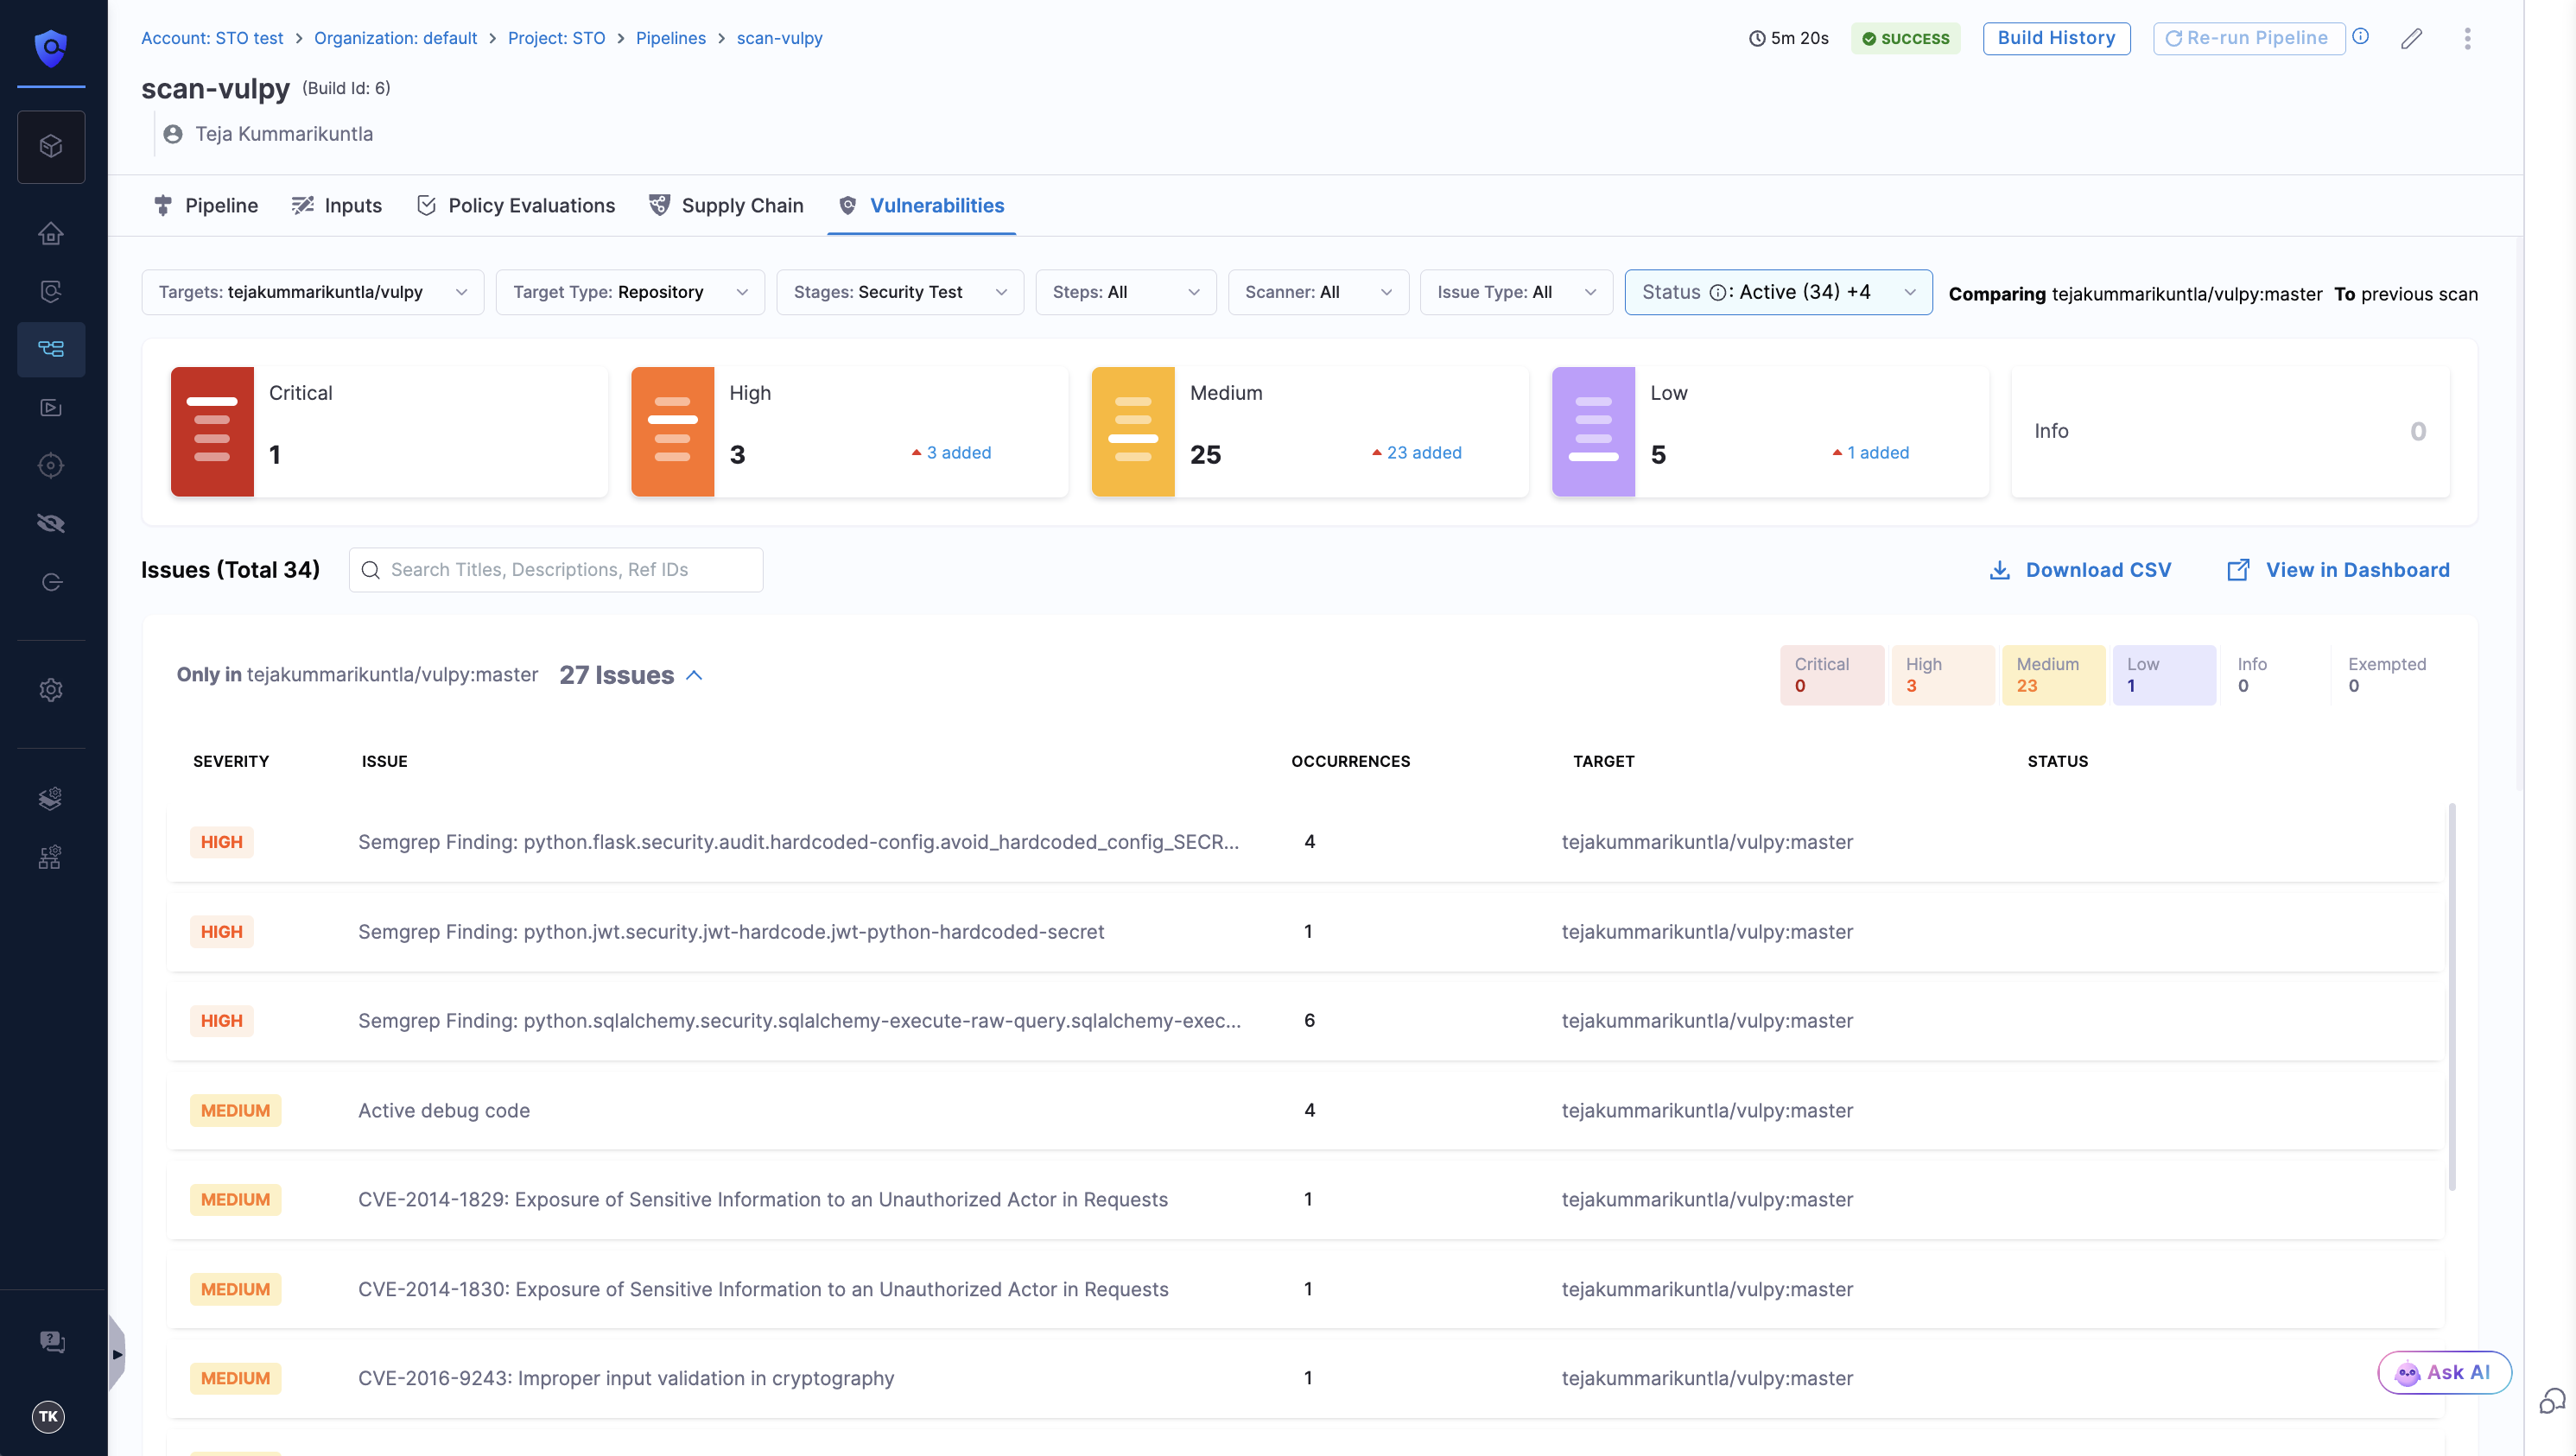 Account: STO test > Organization: default > Project: STO > Pipelines > scan-vulpy
5m 20s SUCCESS Build History Re-run Pipeline
scan-vulpy (Build Id: 6)
Teja Kummarikuntla
Pipeline Inputs Policy Evaluations Supply Chain Vulnerabilities
Targets: tejakummarikuntla/vulpy Target Type: Repository Stages: Security Test Steps: All Scanner: All Issue Type: All Status : Active (34) +4 Comparing tejakummarikuntla/vulpy:master To previous scan
Critical High Medium Low
Info 0
1 3 3 added 25 23 added 5 1 added
Issues (Total 34) Search Titles, Descriptions, Ref IDs Download CSV View in Dashboard
Only in tejakummarikuntla/vulpy:master 27 Issues
Critical High Medium Low Info Exempted
0 3 23 1 0 0
SEVERITY ISSUE OCCURRENCES TARGET STATUS
HIGH Semgrep Finding: python.flask.security.audit.hardcoded-config.avoid_hardcoded_config_SECR... 4 tejakummarikuntla/vulpy:master
HIGH Semgrep Finding: python.jwt.security.jwt-hardcode.jwt-python-hardcoded-secret 1 tejakummarikuntla/vulpy:master
HIGH Semgrep Finding: python.sqlalchemy.security.sqlalchemy-execute-raw-query.sqlalchemy-exec... 6 tejakummarikuntla/vulpy:master
MEDIUM Active debug code 4 tejakummarikuntla/vulpy:master
MEDIUM CVE-2014-1829: Exposure of Sensitive Information to an Unauthorized Actor in Requests 1 tejakummarikuntla/vulpy:master
MEDIUM CVE-2014-1830: Exposure of Sensitive Information to an Unauthorized Actor in Requests 1 tejakummarikuntla/vulpy:master
MEDIUM CVE-2016-9243: Improper input validation in cryptography 1 tejakummarikuntla/vulpy:master
Ask AI
TK